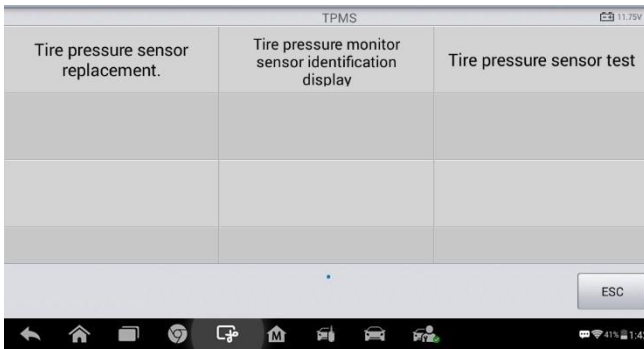 TPMS
11.75V
Tire pressure sensor
replacement.
Tire pressure monitor
sensor identification
display
Tire pressure sensor test
ESC
M
41%